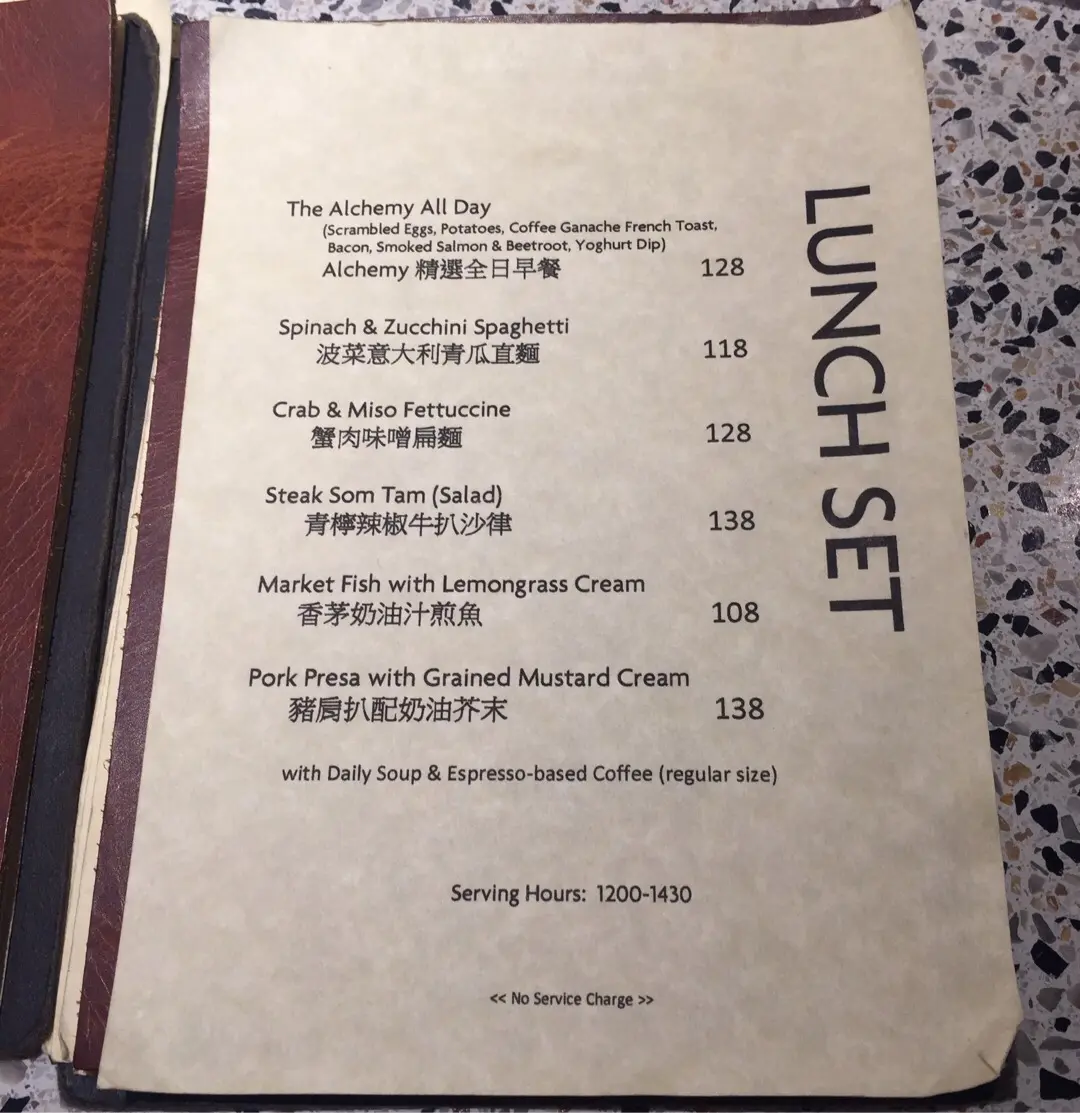 LUNCH SET
The Alchemy All Day
(Scrambled Eggs, Potatoes, Coffee Ganache French Toast,
Bacon, Smoked Salmon & Beetroot, Yoghurt Dip)
Alchemy 精選全日早餐 128
Spinach & Zucchini Spaghetti
波菜意大利青瓜直麵 118
Crab & Miso Fettuccine
蟹肉味噌扁麵 128
Steak Som Tam (Salad)
青檸辣椒牛扒沙律 138
Market Fish with Lemongrass Cream
香茅奶油汁煎魚 108
Pork Presa with Grained Mustard Cream
豬肩扒配奶油芥末 138
with Daily Soup & Espresso-based Coffee (regular size)
Serving Hours: 1200-1430
<< No Service Charge >>